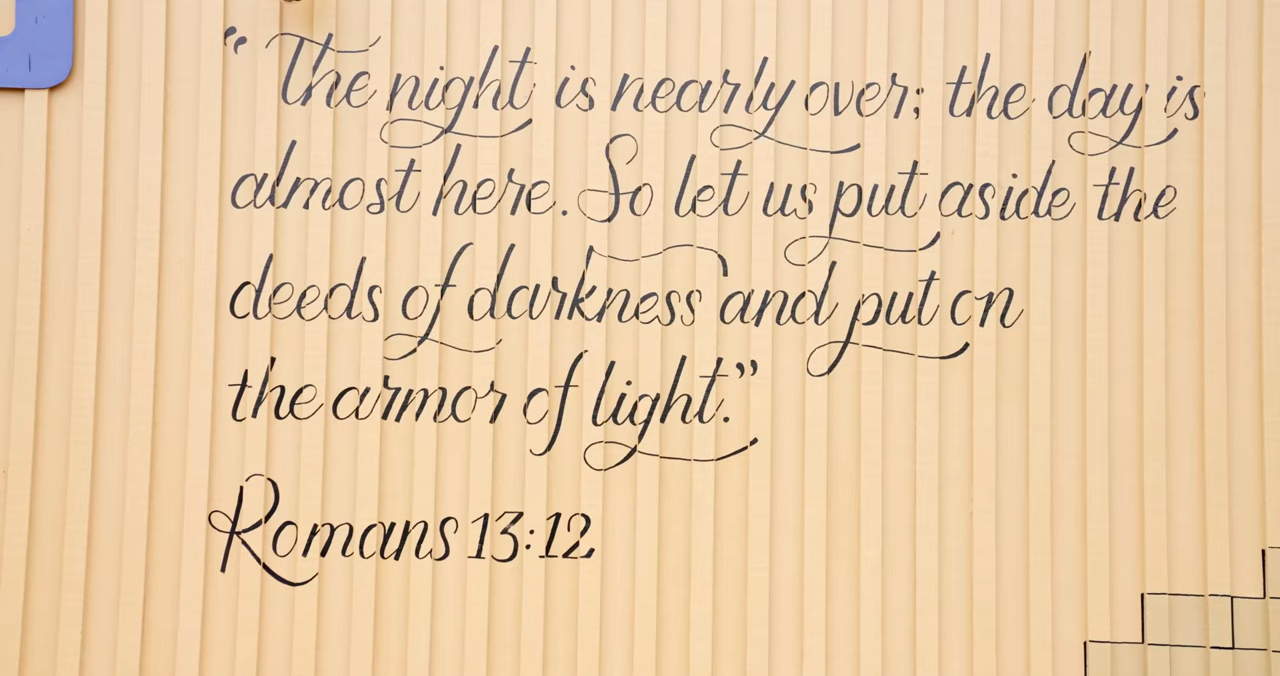 “The night is nearly over; the day is
almost here. So let us put aside the
deeds of darkness and put on
the armor of light.”
Romans 13:12